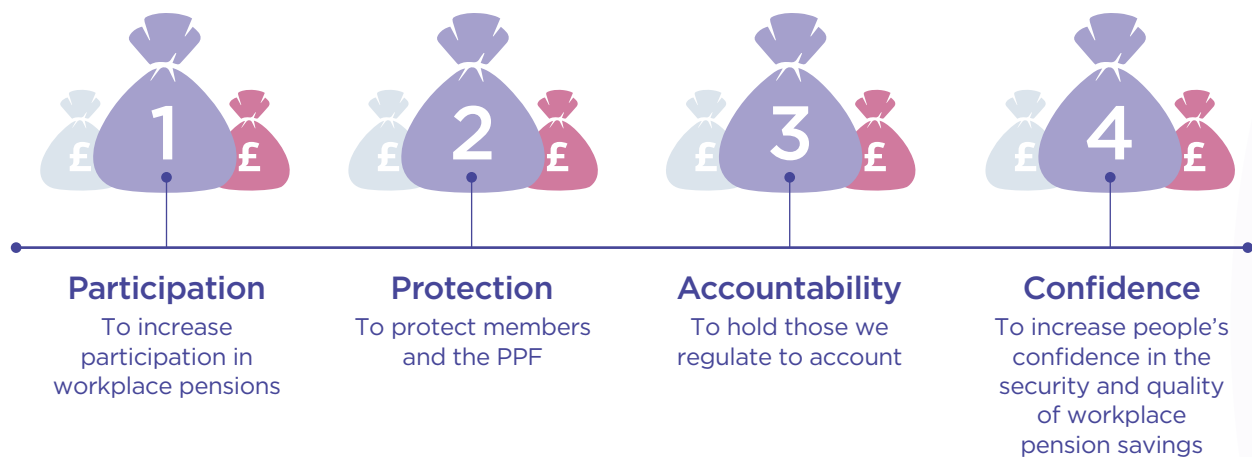 £ 1 £
£ 2 £
£ 3 £
£ 4 £
Participation
To increase
participation in
workplace pensions
Protection
To protect members
and the PPF
Accountability
To hold those we
regulate to account
Confidence
To increase people’s
confidence in the
security and quality
of workplace
pension savings